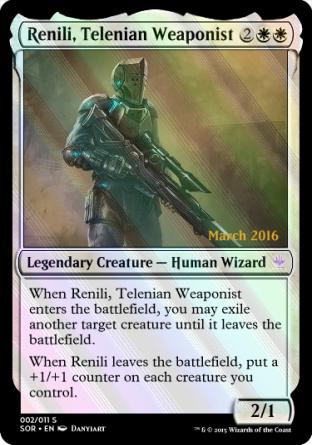 Renili, Telenian Weaponist 2
March 2016
Legendary Creature — Human Wizard
When Renili, Telenian Weaponist
enters the battlefield, you may exile
another target creature until it leaves the
battlefield.
When Renili leaves the battlefield, put a
+1/+1 counter on each creature you
control.
2/1
002/011 S
SOR • EN DANYIART
™ & © 2015 Wizards of the Coast